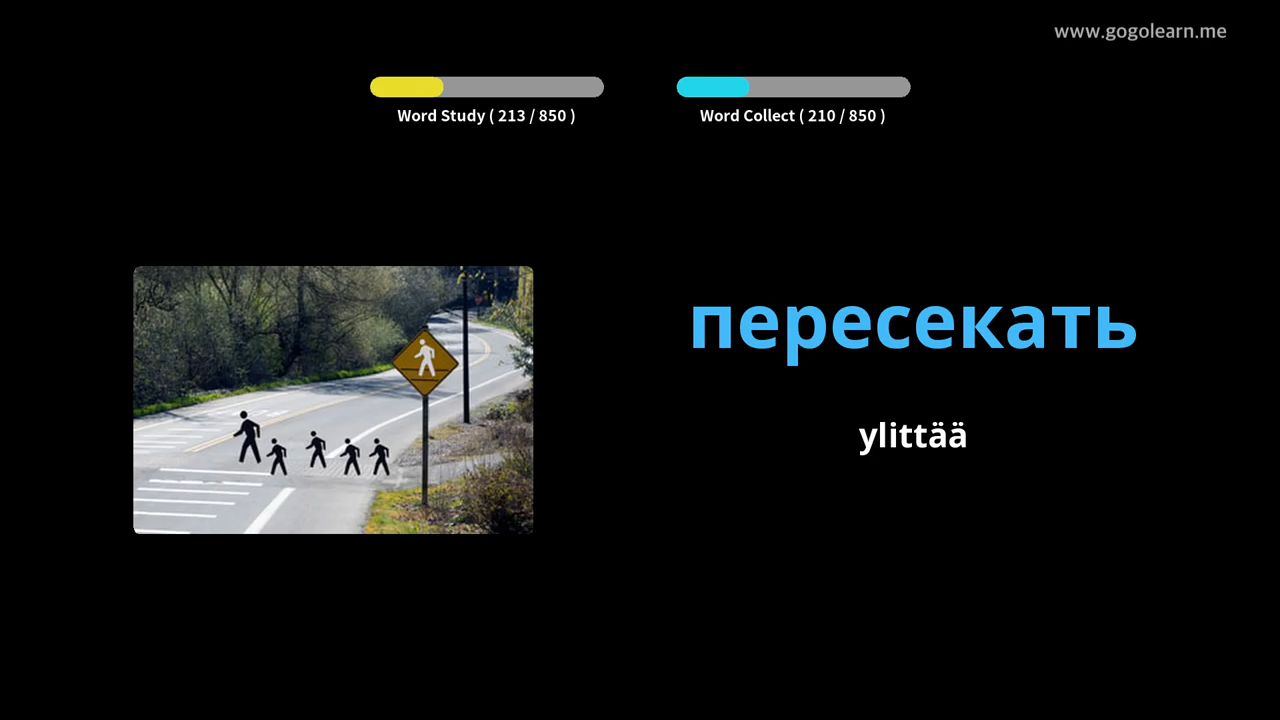 www.gogolearn.me
Word Study ( 213 / 850 )
Word Collect ( 210 / 850 )
пересекать
ylittää